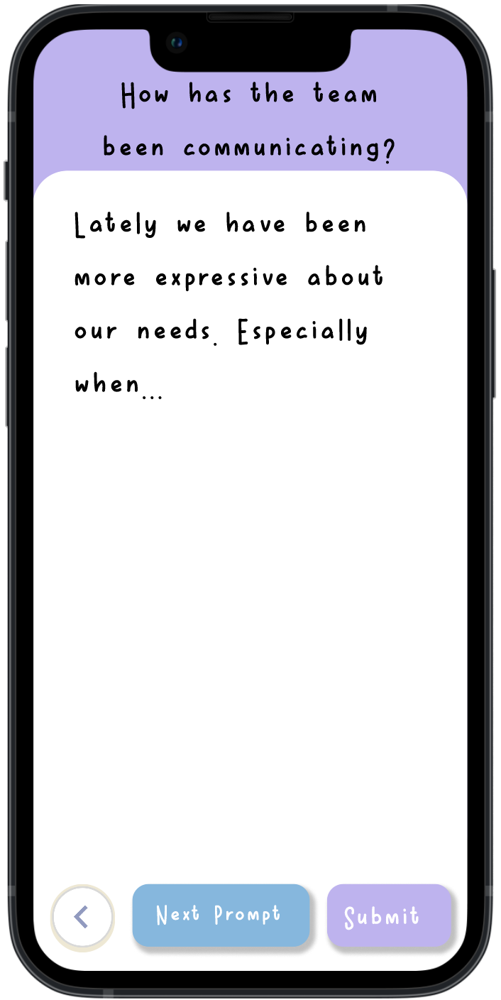 How has the team
been communicating?
Lately we have been
more expressive about
our needs. Especially
when...
Next Prompt
Submit